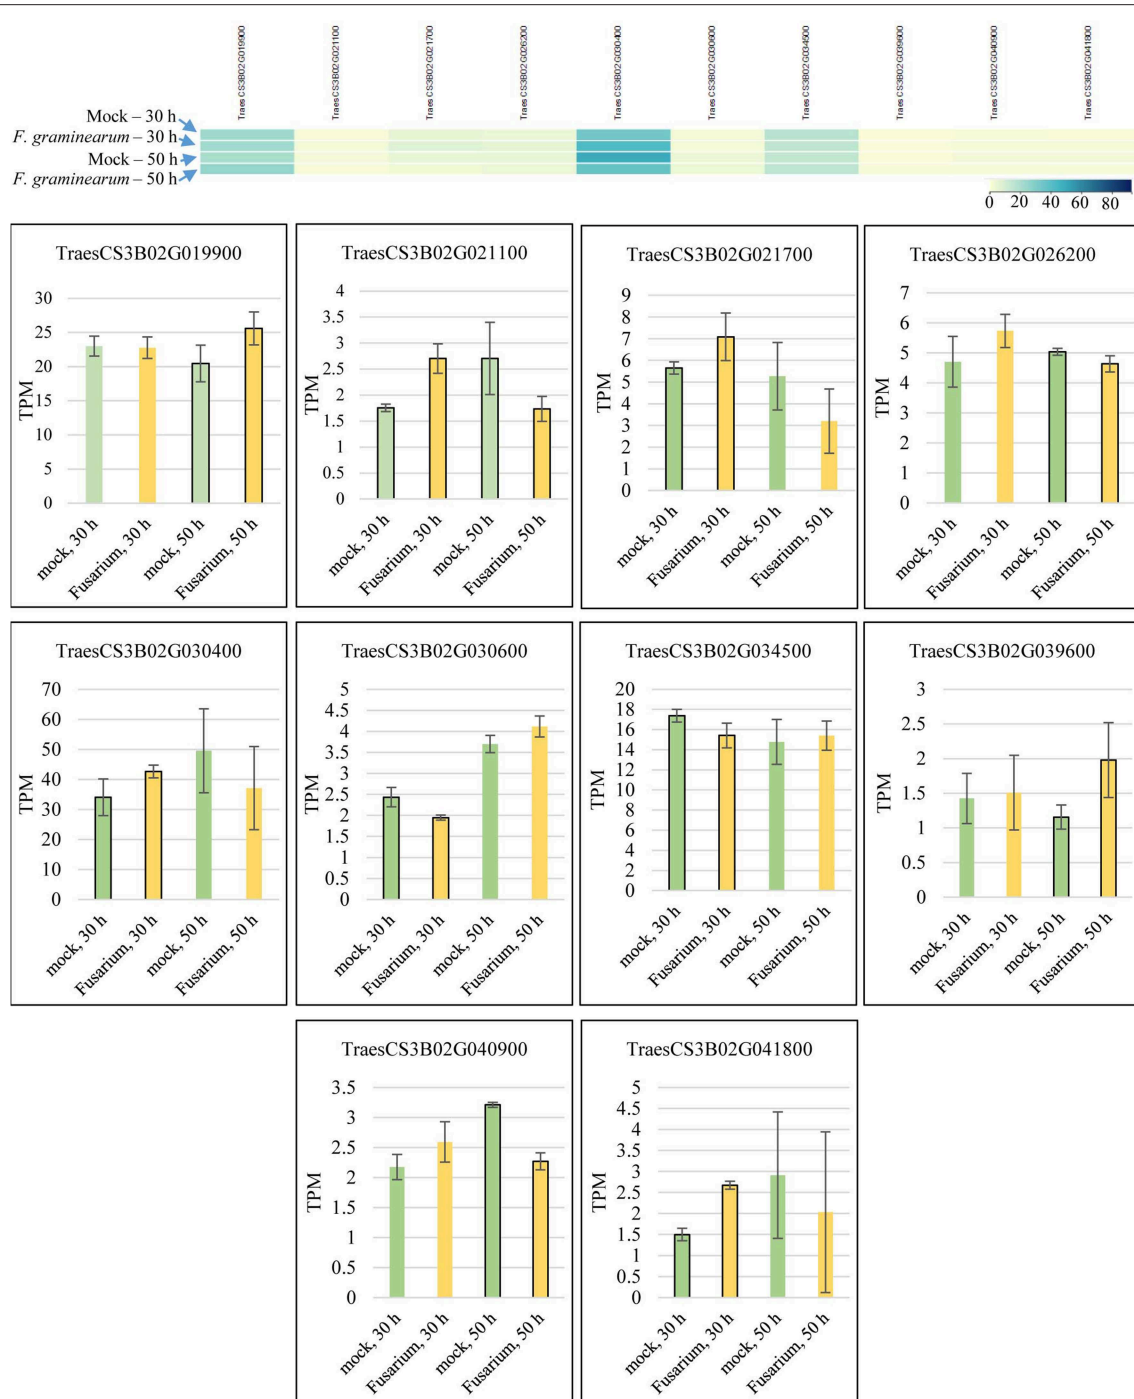 TraesCS3B02G019900
TraesCS3B02G021100
TraesCS3B02G021700
TraesCS3B02G026200
TraesCS3B02G030400
TraesCS3B02G030600
TraesCS3B02G034500
TraesCS3B02G039600
TraesCS3B02G040900
TraesCS3B02G041800
Mock – 30 h
F. graminearum – 30 h
Mock – 50 h
F. graminearum – 50 h
0 20 40 60 80
TraesCS3B02G019900
TPM
30
25
20
15
10
5
0
mock, 30 h
Fusarium, 30 h
mock, 50 h
Fusarium, 50 h
TraesCS3B02G021100
TPM
4
3.5
3
2.5
2
1.5
1
0.5
0
mock, 30 h
Fusarium, 30 h
mock, 50 h
Fusarium, 50 h
TraesCS3B02G021700
TPM
9
8
7
6
5
4
3
2
1
0
mock, 30 h
Fusarium, 30 h
mock, 50 h
Fusarium, 50 h
TraesCS3B02G026200
TPM
7
6
5
4
3
2
1
0
mock, 30 h
Fusarium, 30 h
mock, 50 h
Fusarium, 50 h
TraesCS3B02G030400
TPM
70
60
50
40
30
20
10
0
mock, 30 h
Fusarium, 30 h
mock, 50 h
Fusarium, 50 h
TraesCS3B02G030600
TPM
5
4.5
4
3.5
3
2.5
2
1.5
1
0.5
0
mock, 30 h
Fusarium, 30 h
mock, 50 h
Fusarium, 50 h
TraesCS3B02G034500
TPM
20
18
16
14
12
10
8
6
4
2
0
mock, 30 h
Fusarium, 30 h
mock, 50 h
Fusarium, 50 h
TraesCS3B02G039600
TPM
3
2.5
2
1.5
1
0.5
0
mock, 30 h
Fusarium, 30 h
mock, 50 h
Fusarium, 50 h
TraesCS3B02G040900
TPM
3.5
3
2.5
2
1.5
1
0.5
0
mock, 30 h
Fusarium, 30 h
mock, 50 h
Fusarium, 50 h
TraesCS3B02G041800
TPM
5
4.5
4
3.5
3
2.5
2
1.5
1
0.5
0
mock, 30 h
Fusarium, 30 h
mock, 50 h
Fusarium, 50 h